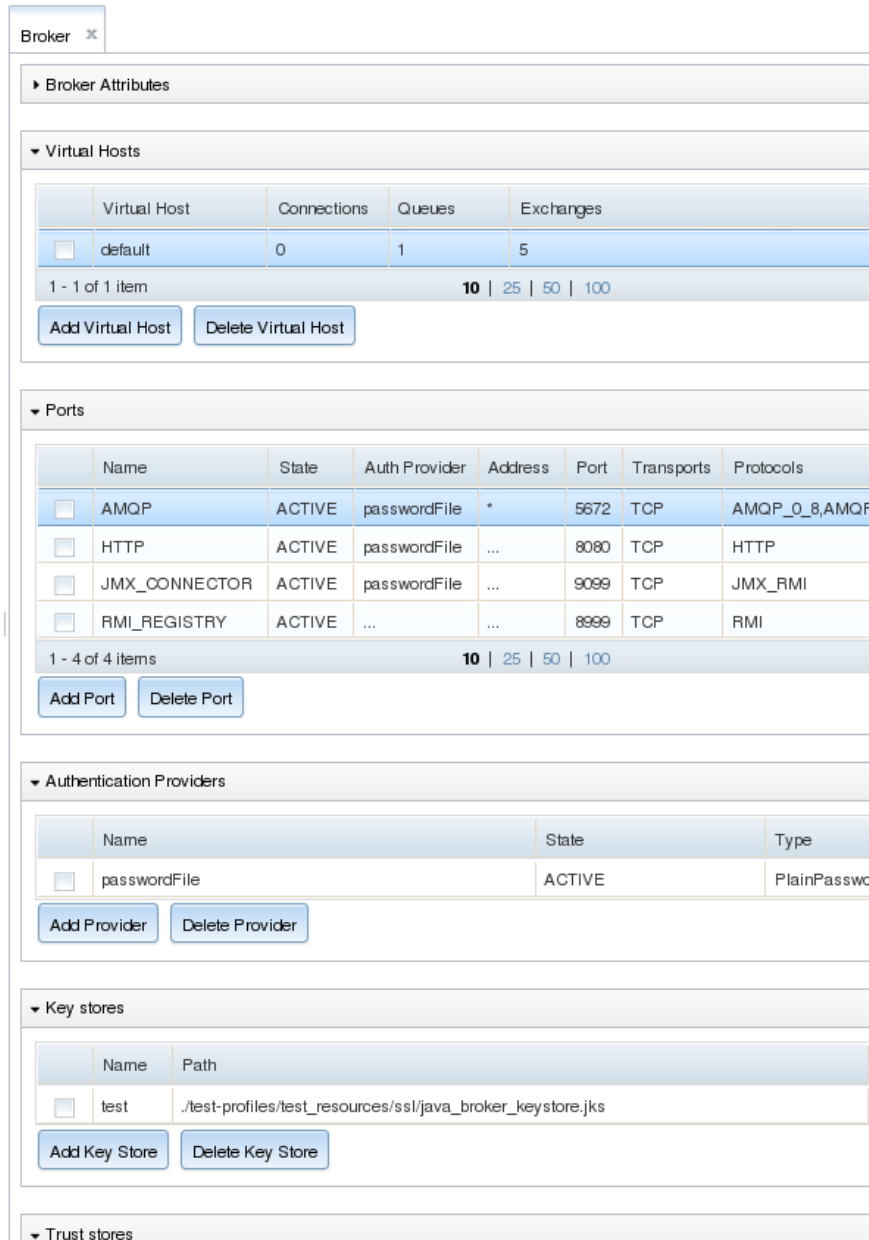 Broker x
Broker Attributes
Virtual Hosts
Virtual Host Connections Queues Exchanges
default 0 1 5
1 - 1 of 1 item 10 | 25 | 50 | 100
Add Virtual Host Delete Virtual Host
Ports
Name State Auth Provider Address Port Transports Protocols
AMQP ACTIVE passwordFile * 5672 TCP AMQP_0_8,AMQP
HTTP ACTIVE passwordFile ... 8080 TCP HTTP
JMX_CONNECTOR ACTIVE passwordFile ... 9099 TCP JMX_RMI
RMI_REGISTRY ACTIVE ... ... 8999 TCP RMI
1 - 4 of 4 items 10 | 25 | 50 | 100
Add Port Delete Port
Authentication Providers
Name State Type
passwordFile ACTIVE PlainPasswo
Add Provider Delete Provider
Key stores
Name Path
test ./test-profiles/test_resources/ssl/java_broker_keystore.jks
Add Key Store Delete Key Store
Trust stores